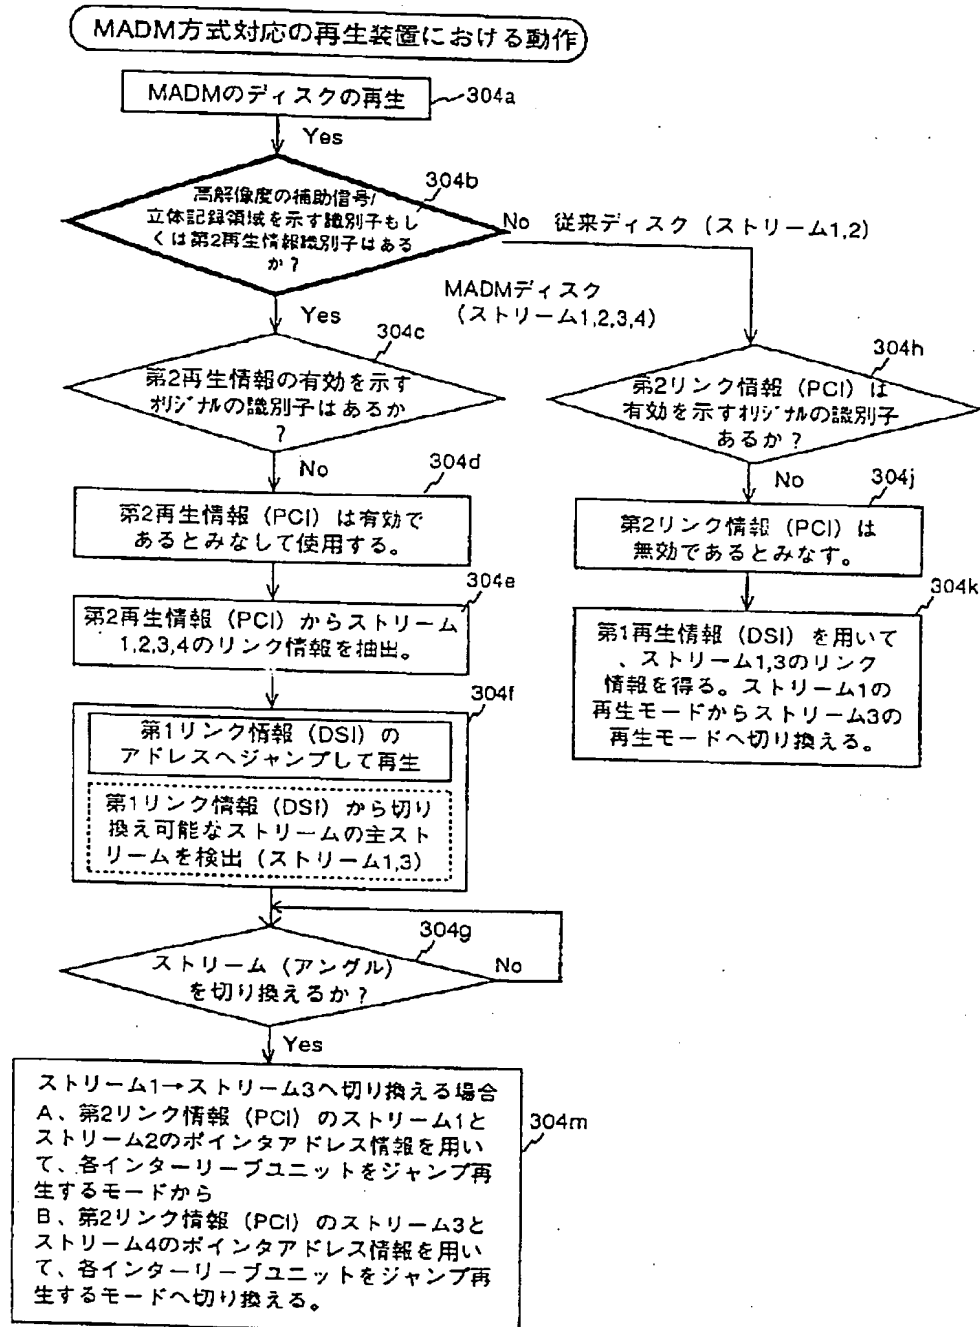 MADM方式対応の再生装置における動作
MADMのディスクの再生
304a
Yes
304b
高解像度の補助信号/
立体記録領域を示す識別子もし
くは第2再生情報識別子はある
か?
No 従来ディスク (ストリーム1,2)
MADMディスク
(ストリーム1,2,3,4)
Yes
304c
第2再生情報の有効を示す
オリジナルの識別子はあるか
?
304h
第2リンク情報 (PCI) は
有効を示すオリジナルの識別子
あるか?
No
304d
第2再生情報 (PCI) は有効で
あるとみなして使用する。
No
304j
第2リンク情報 (PCI) は
無効であるとみなす。
304e
第2再生情報 (PCI) からストリーム
1,2,3,4のリンク情報を抽出。
304k
第1再生情報 (DSI) を用いて
、ストリーム1,3のリンク
情報を得る。ストリーム1の
再生モードからストリーム3の
再生モードへ切り換える。
304f
第1リンク情報 (DSI) の
アドレスへジャンプして再生
第1リンク情報 (DSI) から切り
換え可能なストリームの主スト
リームを検出 (ストリーム1,3)
304g
ストリーム (アングル)
を切り換えるか?
No
Yes
304m
ストリーム1→ストリーム3へ切り換える場合
A、第2リンク情報 (PCI) のストリーム1と
ストリーム2のポインタアドレス情報を用い
て、各インターリーブユニットをジャンプ再
生するモードから
B、第2リンク情報 (PCI) のストリーム3と
ストリーム4のポインタアドレス情報を用い
て、各インターリーブユニットをジャンプ再
生するモードへ切り換える。